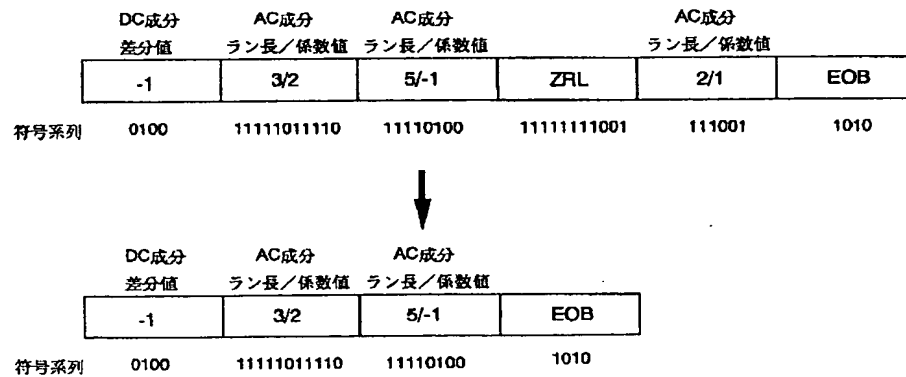 DC成分 AC成分 AC成分 AC成分
差分値 ラン長／係数値 ラン長／係数値 ラン長／係数値
-1 3/2 5/-1 ZRL 2/1 EOB
符号系列 0100 11111011110 11110100 11111111001 111001 1010
DC成分 AC成分 AC成分
差分値 ラン長／係数値 ラン長／係数値
-1 3/2 5/-1 EOB
符号系列 0100 11111011110 11110100 1010